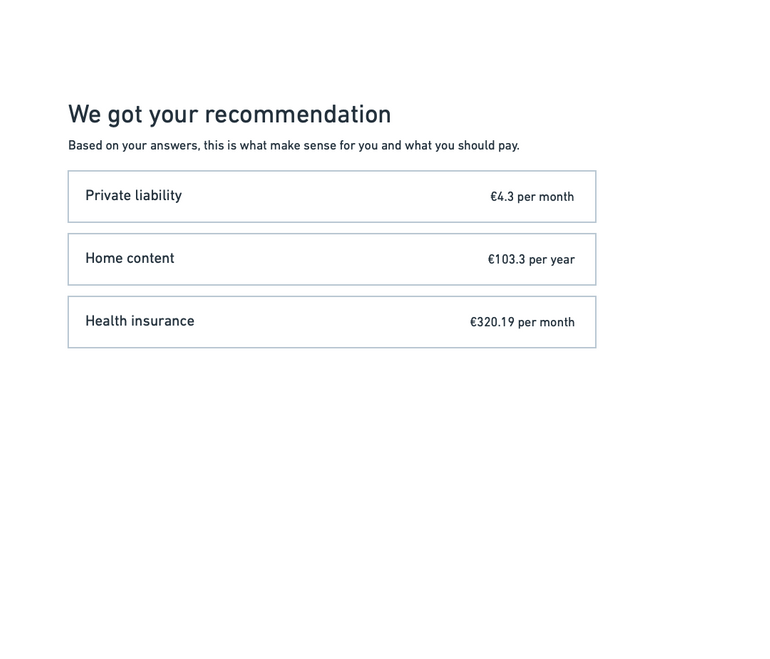 We got your recommendation
Based on your answers, this is what make sense for you and what you should pay.
Private liability €4.3 per month
Home content €103.3 per year
Health insurance €320.19 per month